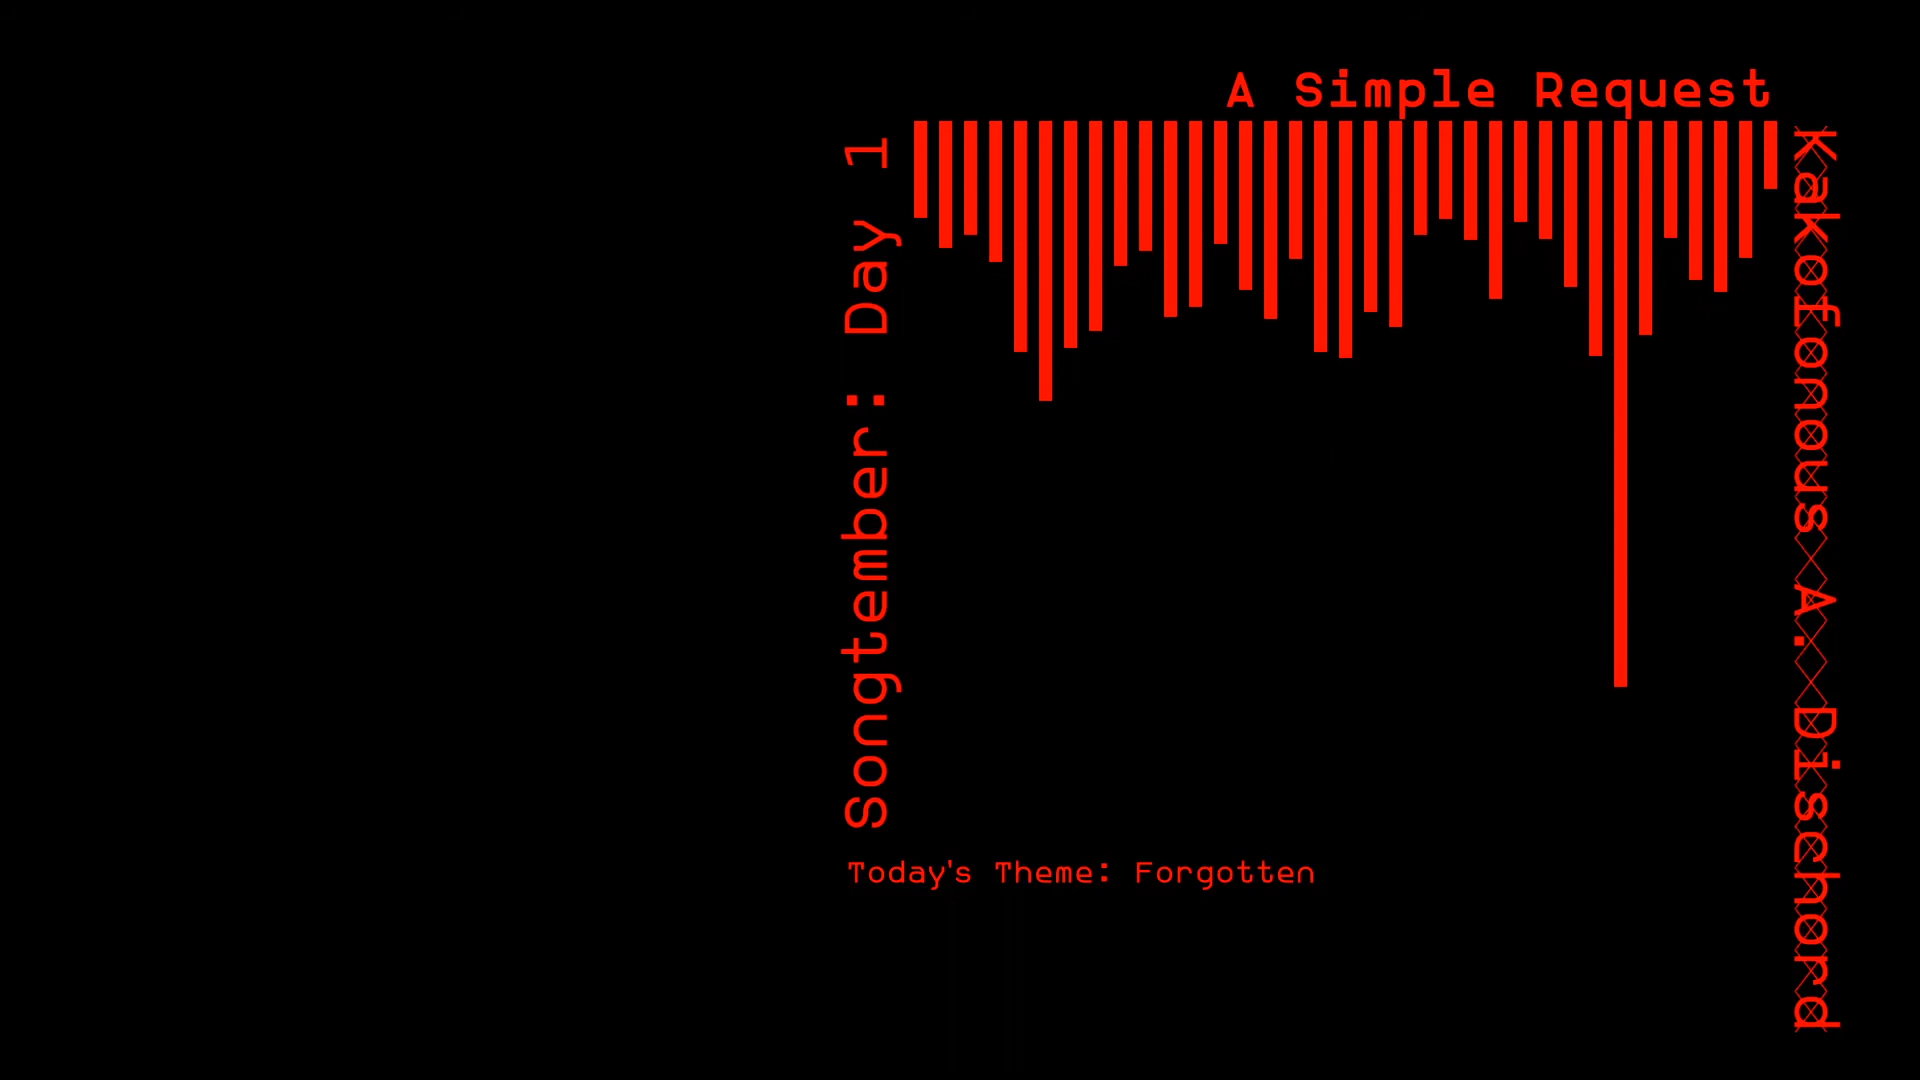 A Simple Request
Songtember: Day 1
Kakofonous A. Dischord
Today's Theme: Forgotten